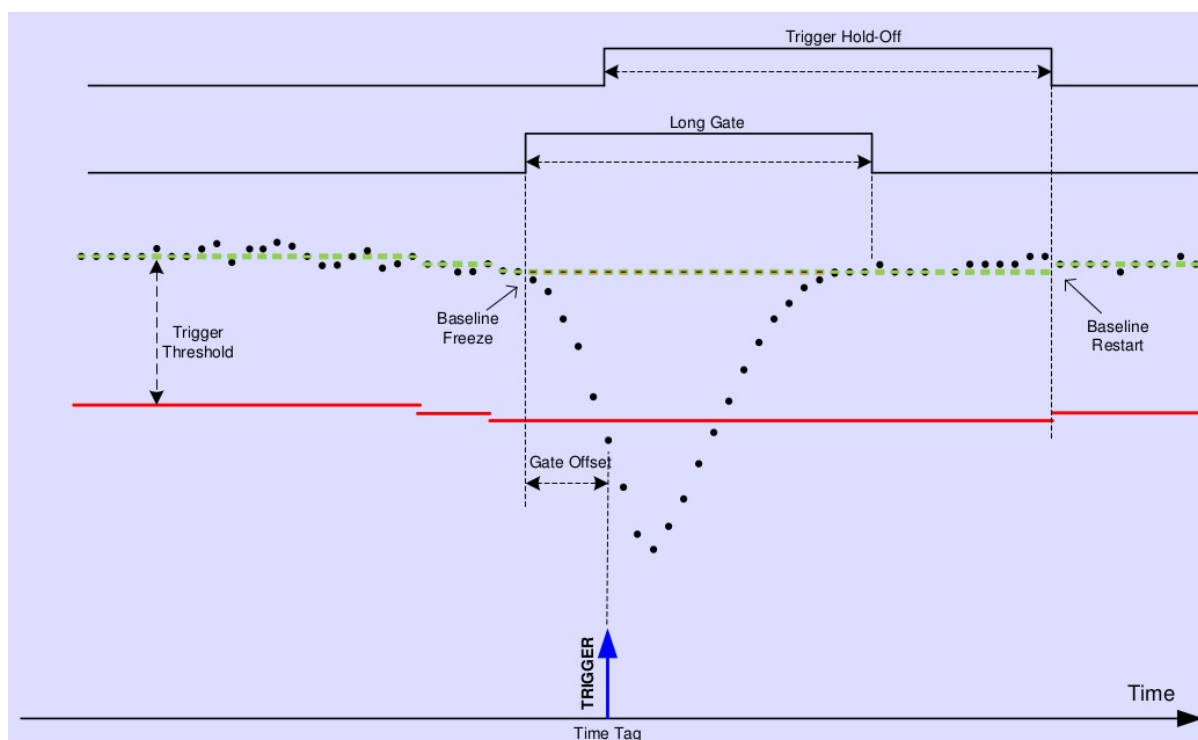 Trigger Hold-Off
Long Gate
Trigger
Threshold
Baseline
Freeze
Baseline
Restart
Gate Offset
TRIGGER
Time
Time Tag